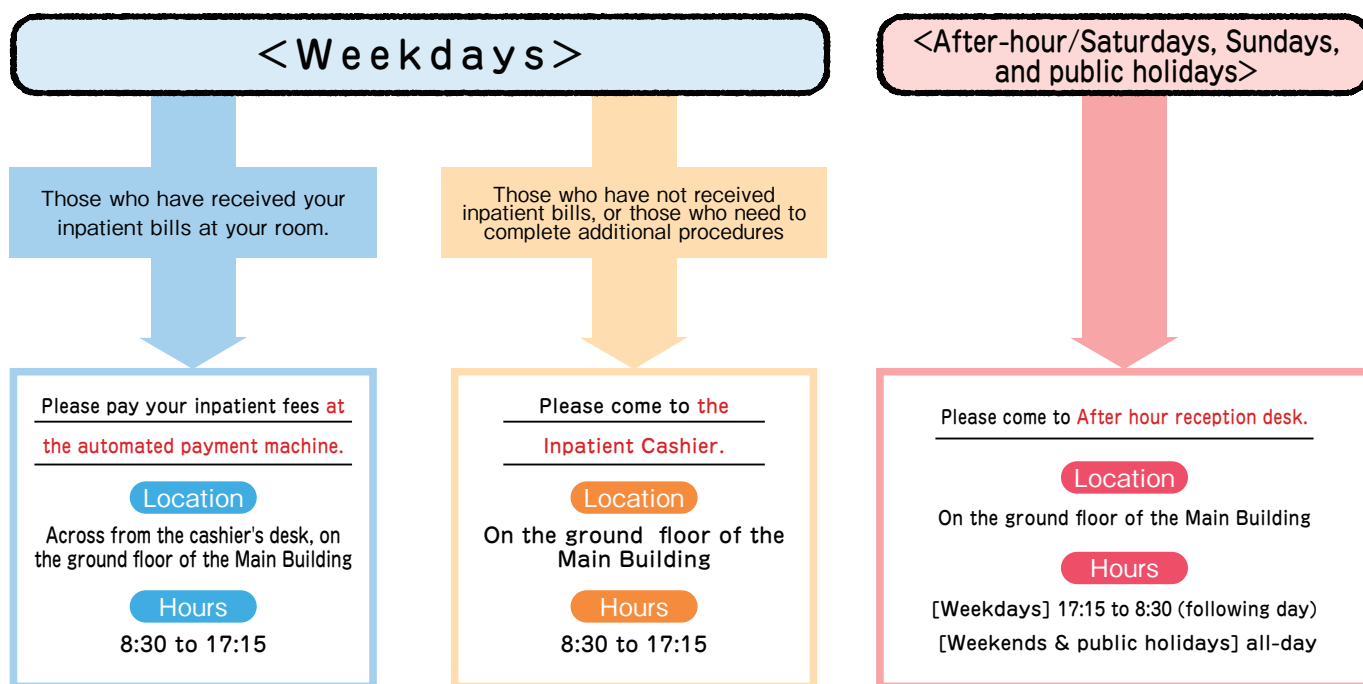 <Weekdays>
Those who have received your
inpatient bills at your room.
Please pay your inpatient fees at
the automated payment machine.
Location
Across from the cashier's desk, on
the ground floor of the Main Building
Hours
8:30 to 17:15
Those who have not received
inpatient bills, or those who need to
complete additional procedures
Please come to the
Inpatient Cashier.
Location
On the ground floor of the
Main Building
Hours
8:30 to 17:15
<After-hour/Saturdays, Sundays,
and public holidays>
Please come to After hour reception desk.
Location
On the ground floor of the Main Building
Hours
[Weekdays] 17:15 to 8:30 (following day)
[Weekends & public holidays] all-day